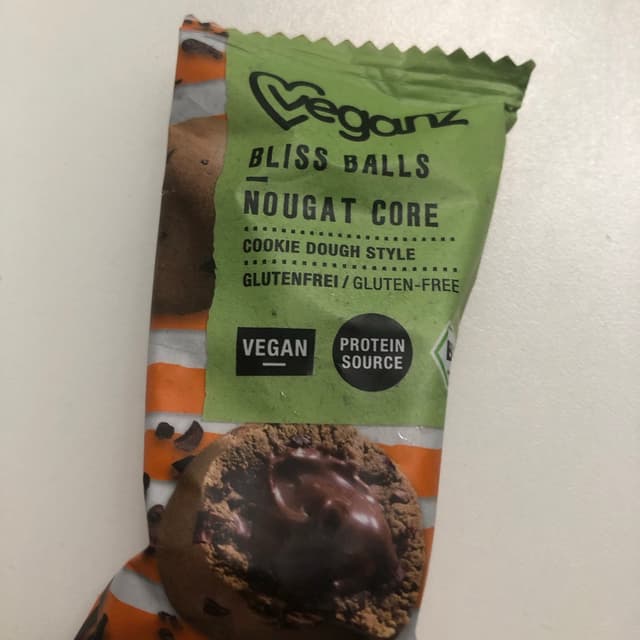 Veganz
BLISS BALLS
NOUGAT CORE
COOKIE DOUGH STYLE
GLUTENFREI / GLUTEN-FREE
VEGAN
PROTEIN
SOURCE